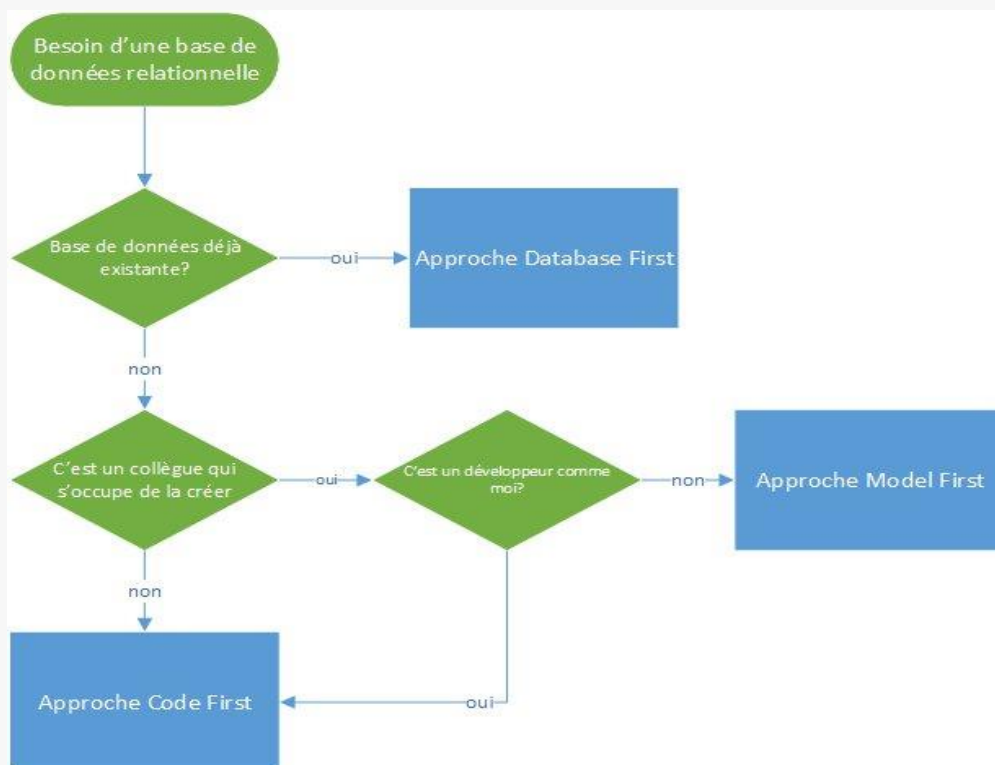 Besoin d'une base de
données relationnelle
Base de données déjà
existante?
oui
Approche Database First
non
C'est un collègue qui
s'occupe de la créer
oui
C'est un développeur comme
moi?
non
Approche Model First
non
Approche Code First
oui